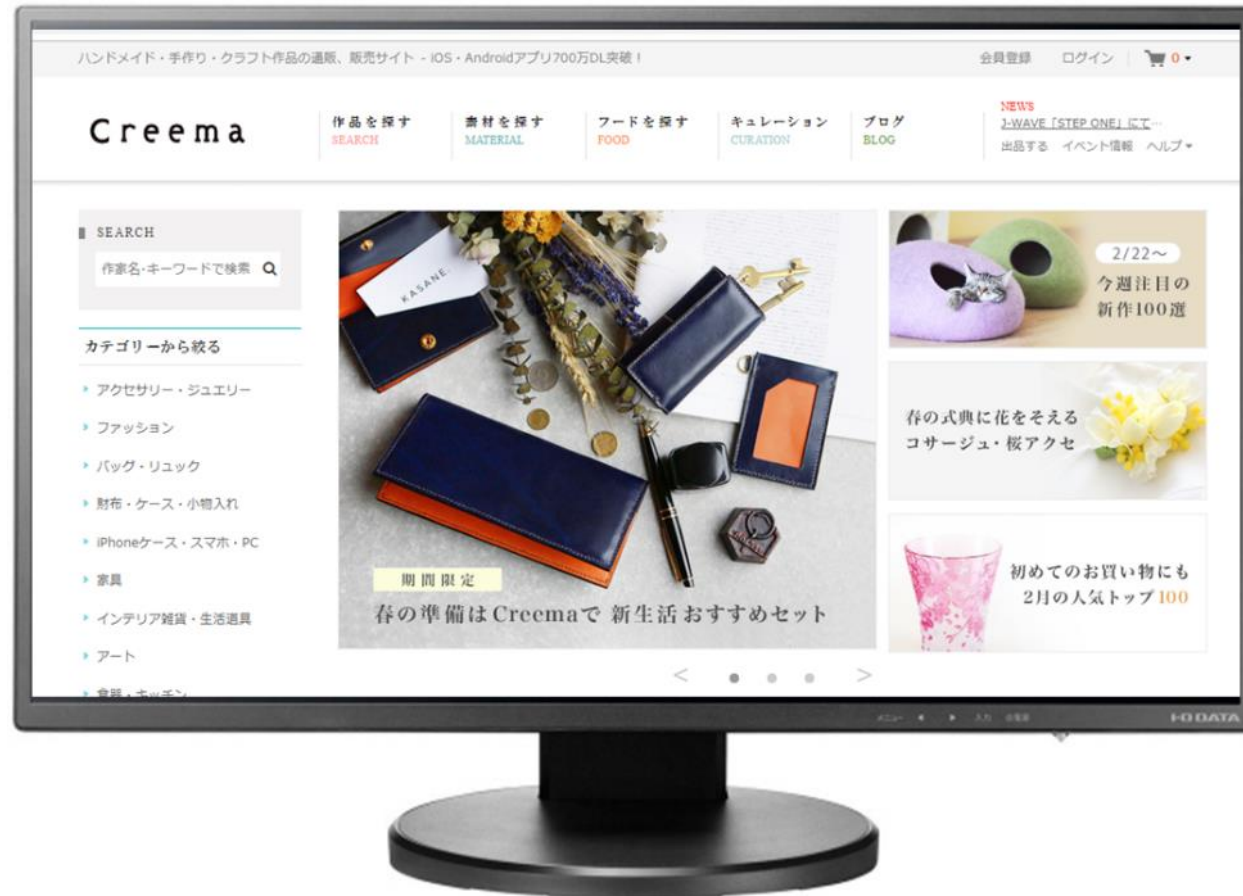 ハンドメイド・手作り・クラフト作品の通販、販売サイト - iOS・Androidアプリ700万DL突破！
会員登録 ログイン 0
Creema
作品を探す
SEARCH
素材を探す
MATERIAL
フードを探す
FOOD
キュレーション
CURATION
ブログ
BLOG
NEWS
J-WAVE「STEP ONE」にて…
出品する イベント情報 ヘルプ
SEARCH
作家名・キーワードで検索
カテゴリーから絞る
アクセサリー・ジュエリー
ファッション
バッグ・リュック
財布・ケース・小物入れ
iPhoneケース・スマホ・PC
家具
インテリア雑貨・生活道具
アート
食器・キッチン
KASANE.
期間限定
春の準備はCreemaで 新生活おすすめセット
2/22～
今週注目の
新作100選
春の式典に花をそえる
コサージュ・桜アクセ
初めてのお買い物にも
2月の人気トップ100
メニュー 入力
I-O DATA